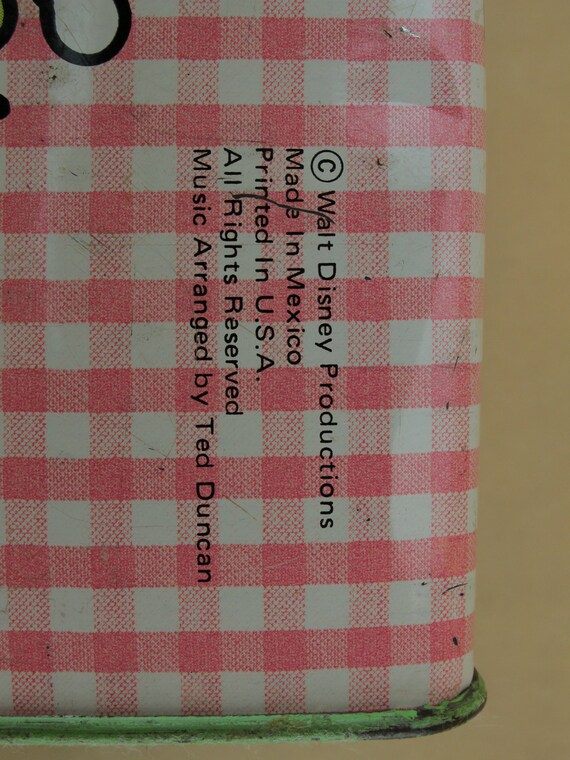 © Walt Disney Productions
Made In Mexico
Printed In U.S.A.
All Rights Reserved
Music Arranged by Ted Duncan